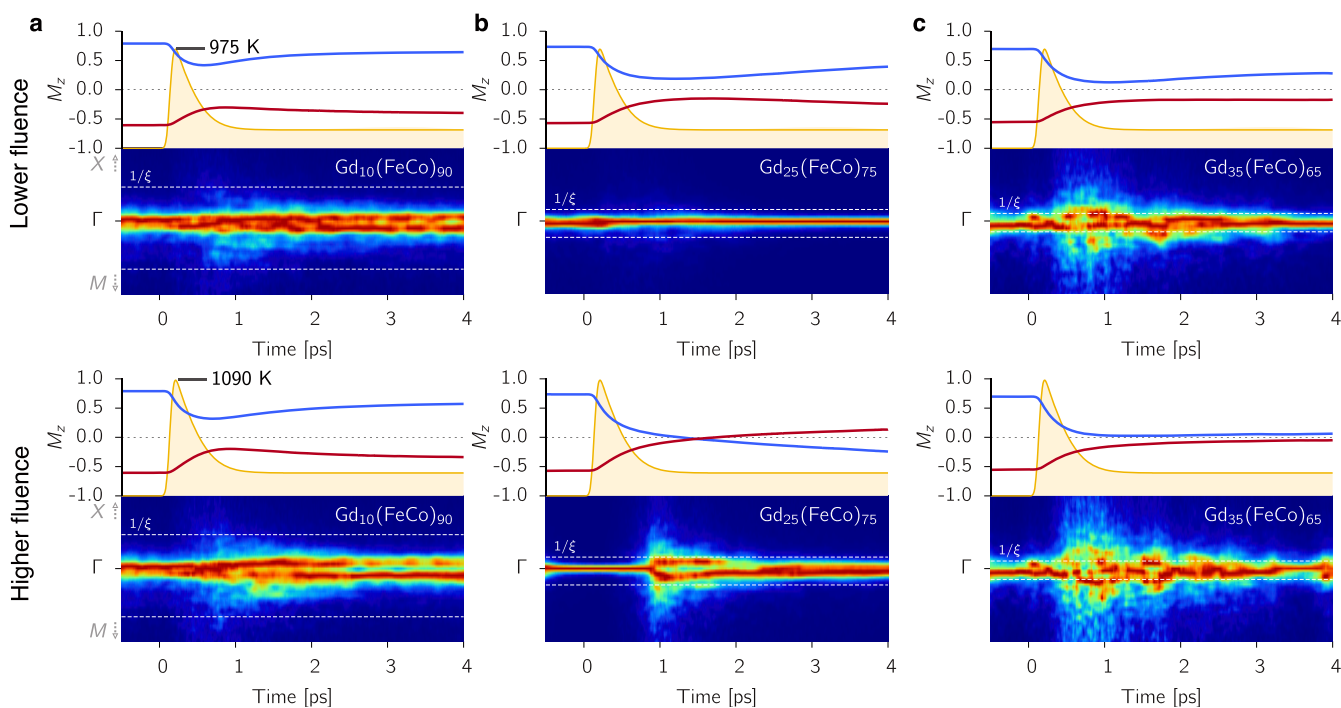 a
b
c
Lower fluence
1.0
0.5
0.0
-0.5
-1.0
M_z
975 K
X
Γ
M
1/ξ
Gd₁₀(FeCo)₉₀
1/ξ
Γ
Gd₂₅(FeCo)₇₅
1/ξ
Γ
Gd₃₅(FeCo)₆₅
1.0
0.5
0.0
-0.5
-1.0
M_z
1.0
0.5
0.0
-0.5
-1.0
M_z
0 1 2 3 4
Time [ps]
0 1 2 3 4
Time [ps]
0 1 2 3 4
Time [ps]
Higher fluence
1.0
0.5
0.0
-0.5
-1.0
M_z
1090 K
X
Γ
M
1/ξ
Gd₁₀(FeCo)₉₀
1.0
0.5
0.0
-0.5
-1.0
M_z
1/ξ
Γ
Gd₂₅(FeCo)₇₅
1.0
0.5
0.0
-0.5
-1.0
M_z
1/ξ
Γ
Gd₃₅(FeCo)₆₅
0 1 2 3 4
Time [ps]
0 1 2 3 4
Time [ps]
0 1 2 3 4
Time [ps]